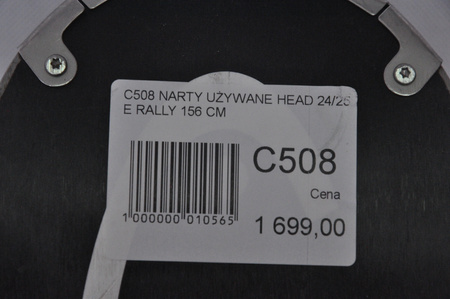 C508 NARTY UŻYWANE HEAD 24/25
E RALLY 156 CM
C508
Cena
1 699,00
1 000000 010565